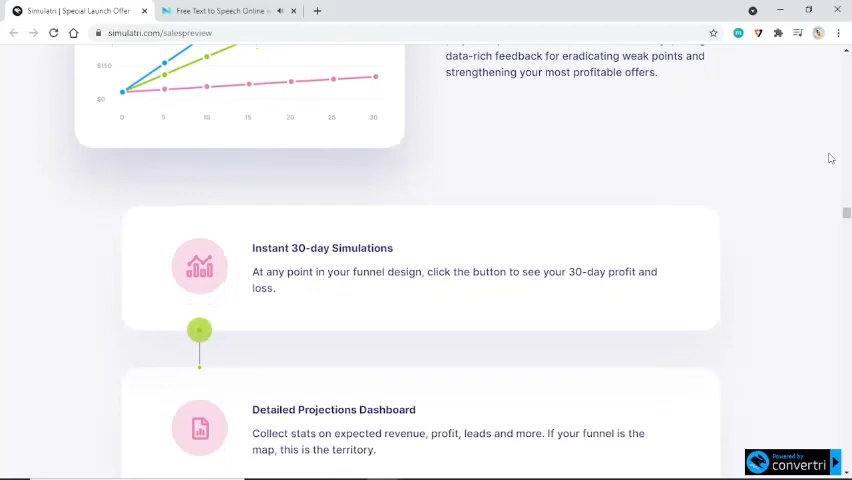 Simulatri | Special Launch Offer
Free Text to Speech Online w
simulatri.com/salespreview
$150
$0
0 5 10 15 20 25 30
data-rich feedback for eradicating weak points and
strengthening your most profitable offers.
Instant 30-day Simulations
At any point in your funnel design, click the button to see your 30-day profit and
loss.
Detailed Projections Dashboard
Collect stats on expected revenue, profit, leads and more. If your funnel is the
map, this is the territory.
Powered by
convertri